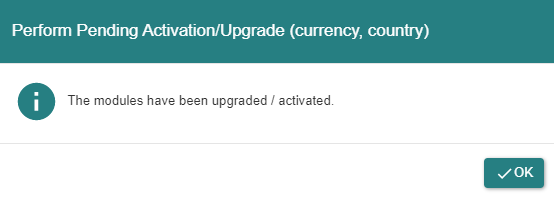 Perform Pending Activation/Upgrade (currency, country)
The modules have been upgraded / activated.
OK